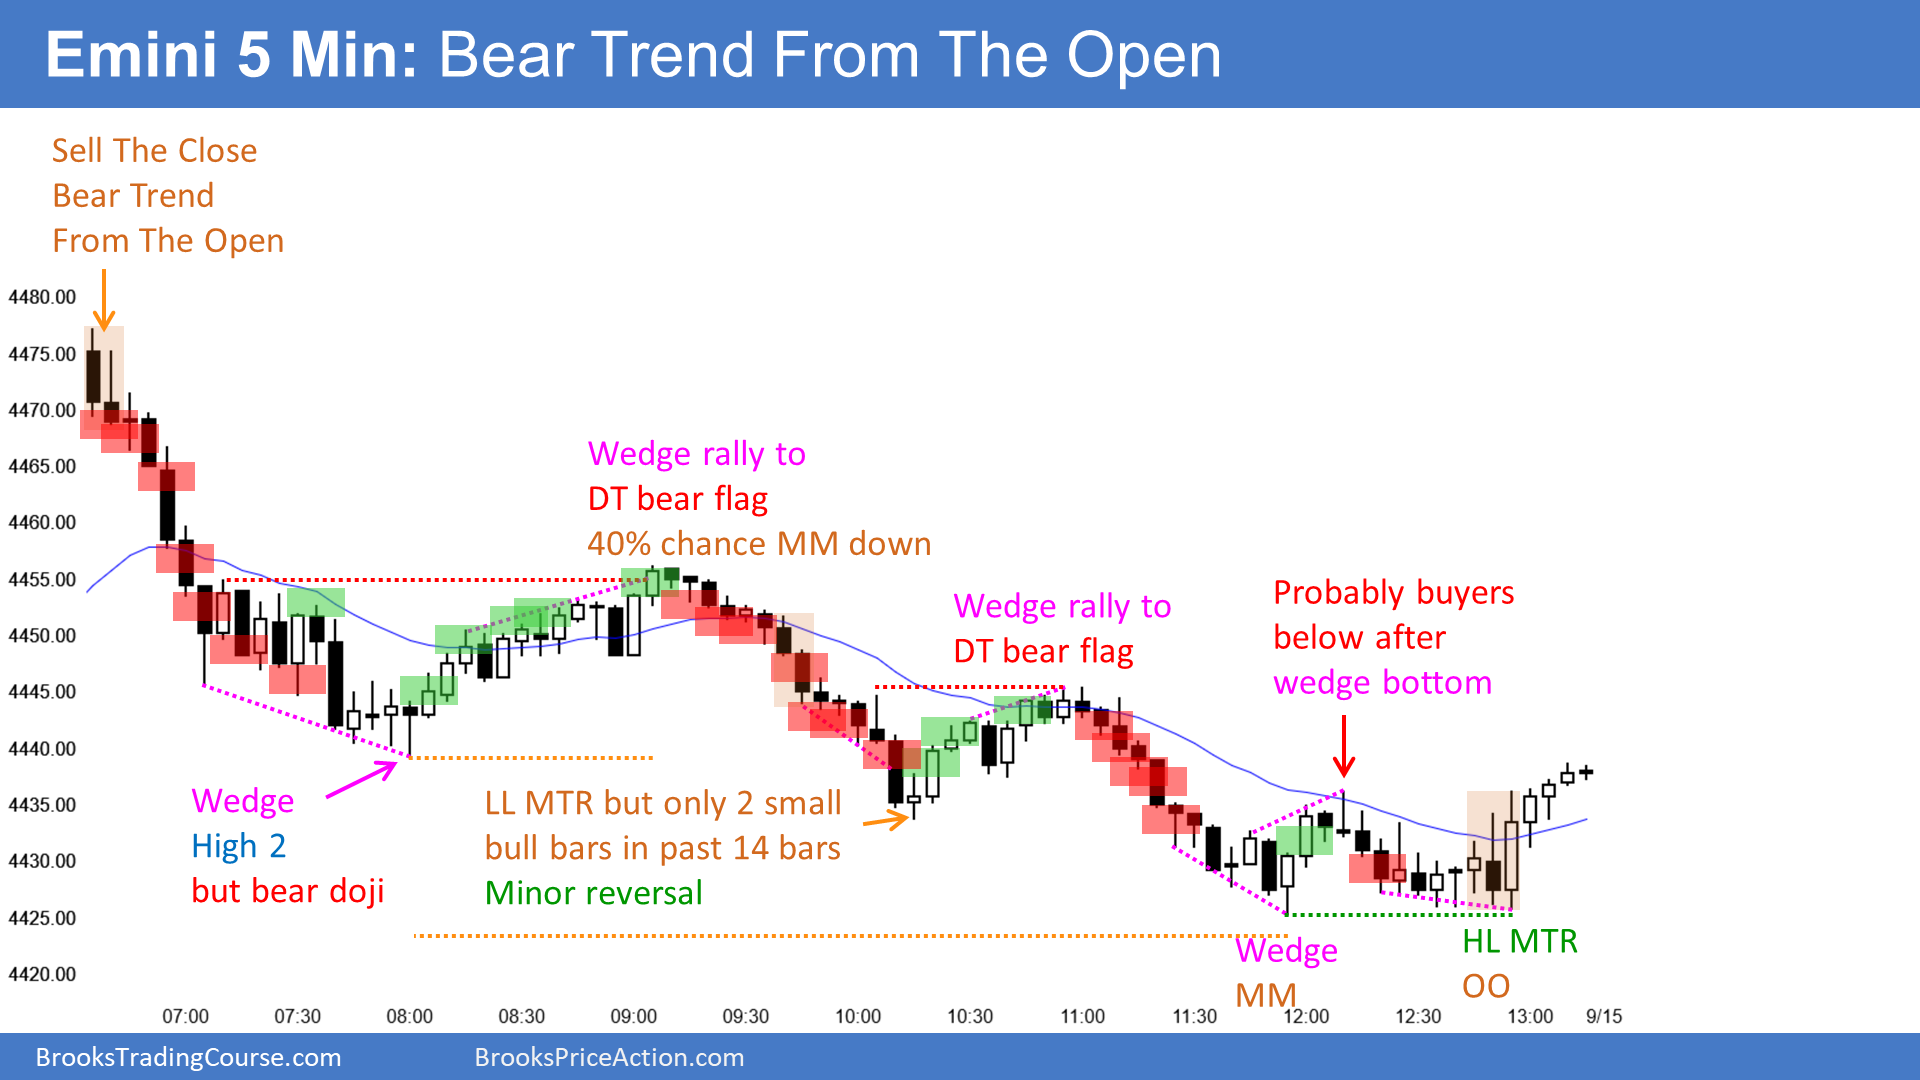 Emini 5 Min: Bear Trend From The Open
Sell The Close
Bear Trend
From The Open
4480.00
4475.00
4470.00
4465.00
4460.00
4455.00
4450.00
4445.00
4440.00
4435.00
4430.00
4425.00
4420.00
Wedge rally to
DT bear flag
40% chance MM down
Wedge rally to
DT bear flag
Probably buyers
below after
wedge bottom
Wedge
High 2
but bear doji
LL MTR but only 2 small
bull bars in past 14 bars
Minor reversal
Wedge
MM
HL MTR
OO
07:00 07:30 08:00 08:30 09:00 09:30 10:00 10:30 11:00 11:30 12:00 12:30 13:00 9/15
BrooksTradingCourse.com BrooksPriceAction.com